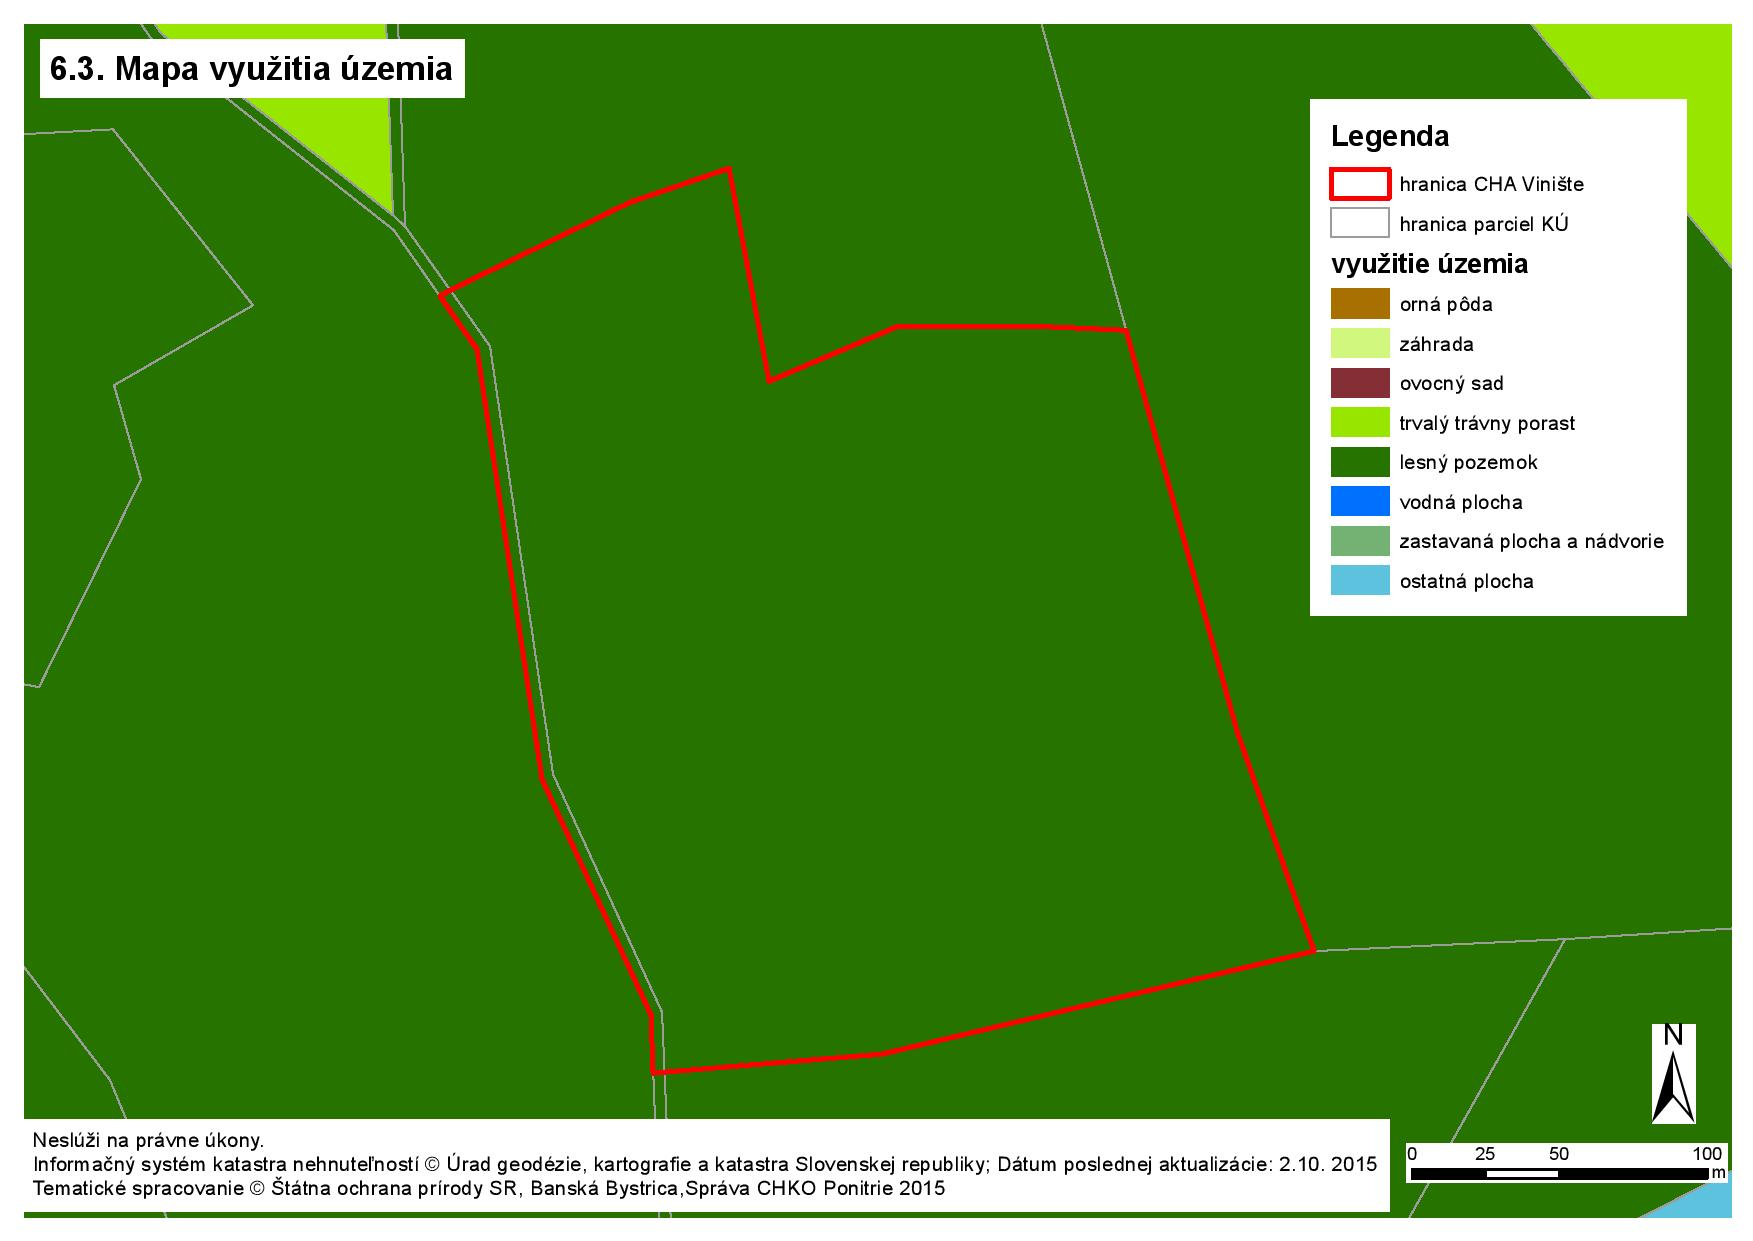 6.3. Mapa využitia územia
Legenda
hranica CHA Vinište
hranica parciel KÚ
využitie územia
orná pôda
záhrada
ovocný sad
trvalý trávny porast
lesný pozemok
vodná plocha
zastavaná plocha a nádvorie
ostatná plocha
N
0 25 50 100
m
Neslúži na právne úkony.
Informačný systém katastra nehnuteľností © Úrad geodézie, kartografie a katastra Slovenskej republiky; Dátum poslednej aktualizácie: 2.10. 2015
Tematické spracovanie © Štátna ochrana prírody SR, Banská Bystrica,Správa CHKO Ponitrie 2015